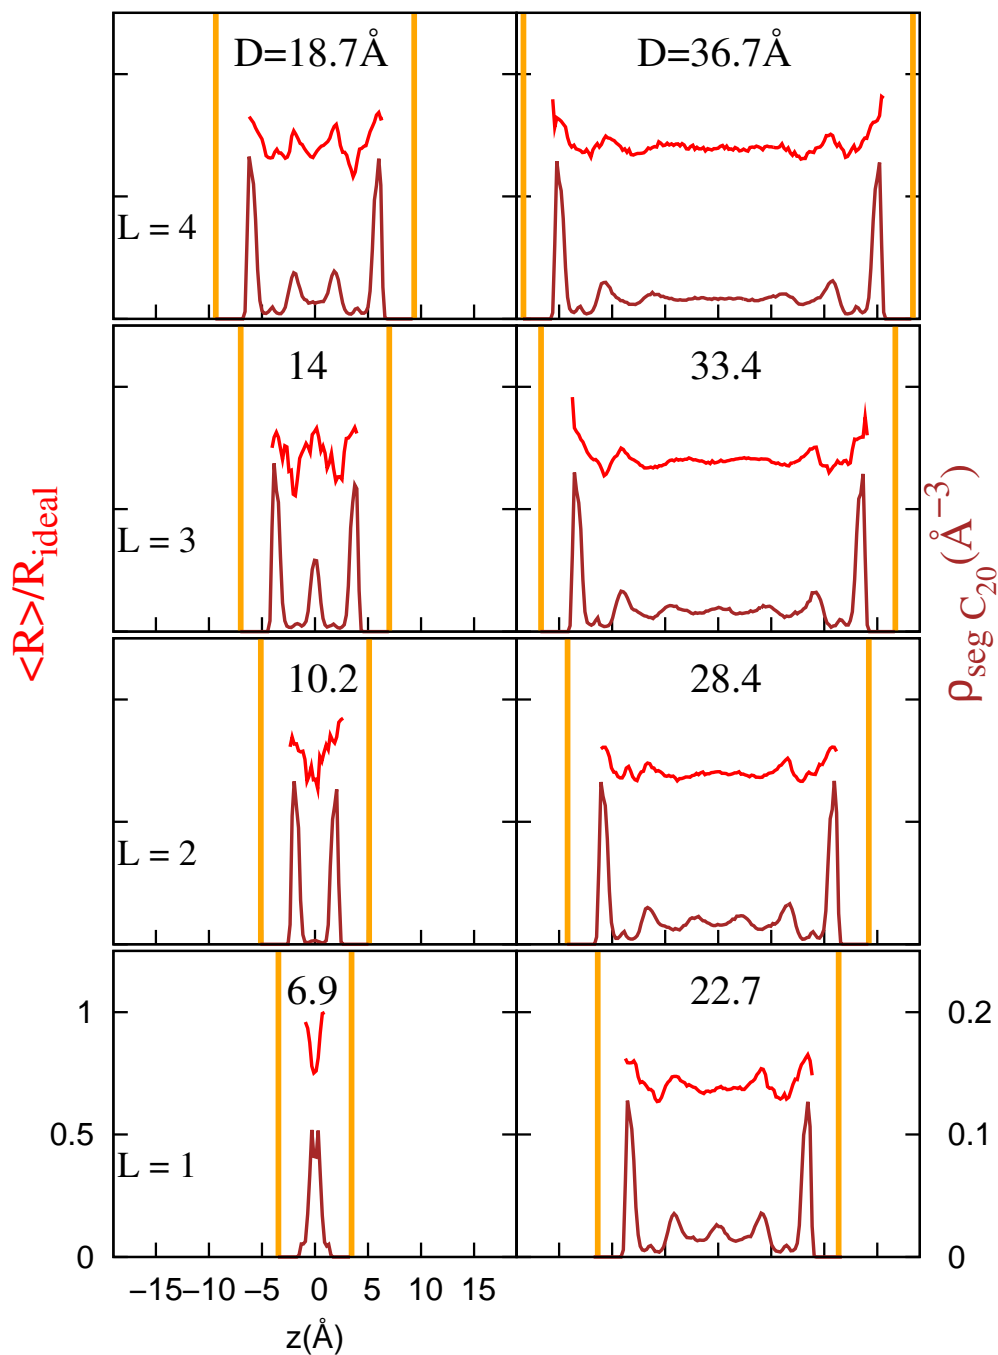 D=18.7Å
D=36.7Å
L = 4
14
33.4
L = 3
10.2
28.4
L = 2
6.9
22.7
L = 1
<R>/R_ideal
ρ_seg C_20 (Å^−3)
1
0.5
0
0.2
0.1
0
−15 −10 −5 0 5 10 15
z(Å)